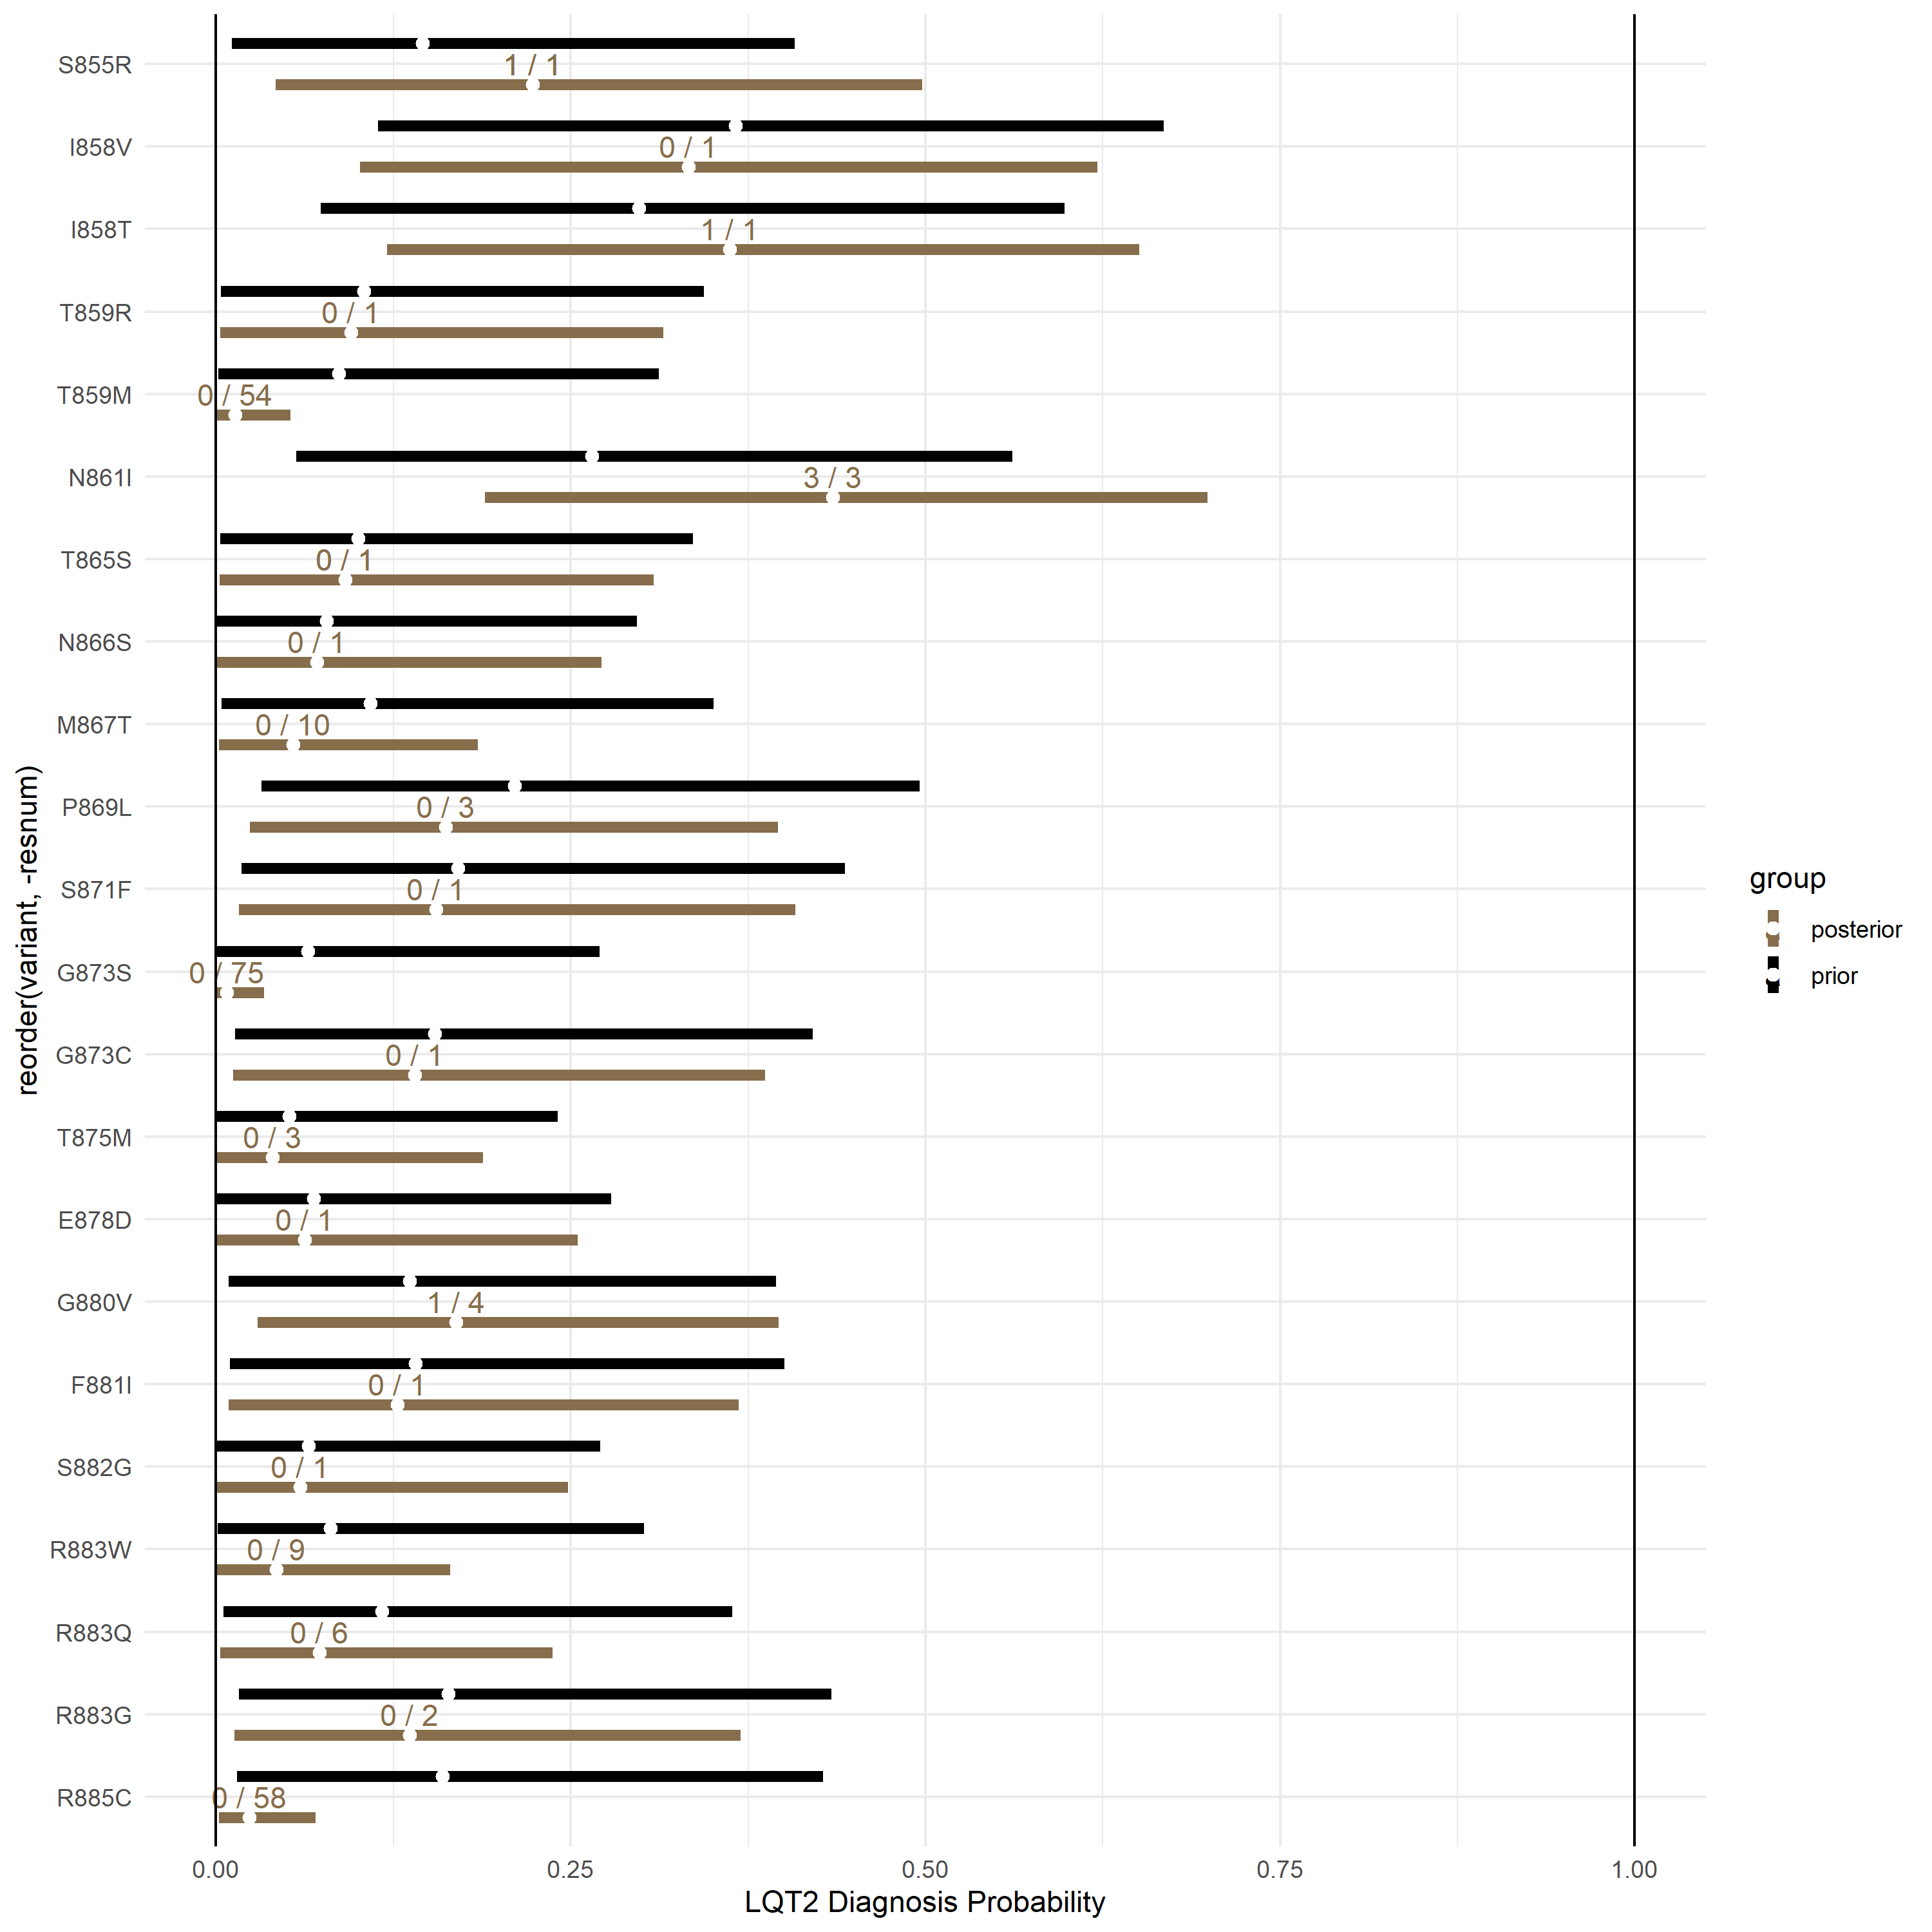 S855R
1 / 1
I858V
0 / 1
I858T
1 / 1
T859R
0 / 1
T859M
0 / 54
N861I
3 / 3
T865S
0 / 1
N866S
0 / 1
M867T
0 / 10
P869L
0 / 3
S871F
0 / 1
G873S
0 / 75
G873C
0 / 1
T875M
0 / 3
E878D
0 / 1
G880V
1 / 4
F881I
0 / 1
S882G
0 / 1
R883W
0 / 9
R883Q
0 / 6
R883G
0 / 2
R885C
0 / 58
0.00 0.25 0.50 0.75 1.00
LQT2 Diagnosis Probability
reorder(variant, -resnum)
group
posterior
prior